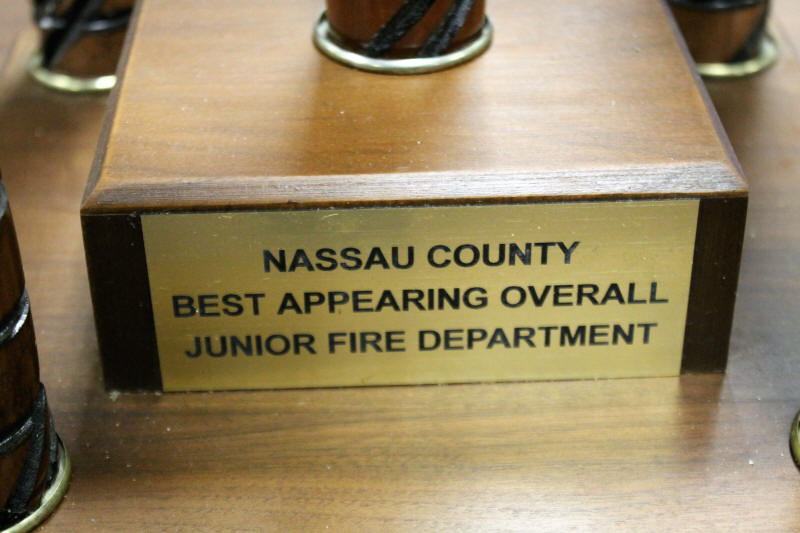 NASSAU COUNTY
BEST APPEARING OVERALL
JUNIOR FIRE DEPARTMENT